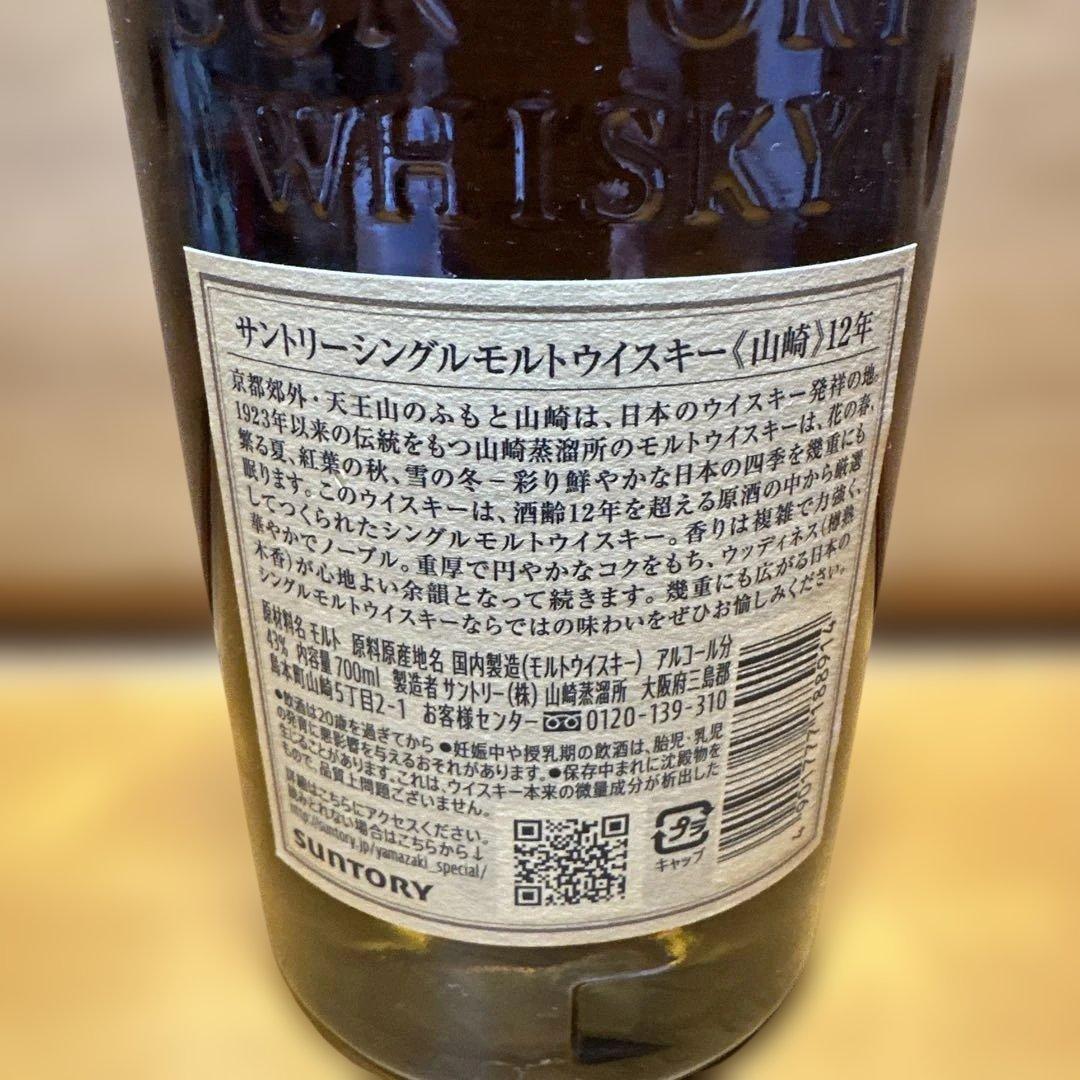 SUNTORY
WHISKY
サントリーシングルモルトウイスキー《山崎》12年
京都郊外・天王山のふもと山崎は、日本のウイスキー発祥の地。
1923年以来の伝統をもつ山崎蒸溜所のモルトウイスキーは、花の春、
繁る夏、紅葉の秋、雪の冬−彩り鮮やかな日本の四季を幾重にも
眠ります。このウイスキーは、酒齢12年を超える原酒の中から厳選
してつくられたシングルモルトウイスキー。香りは複雑で力強く、
華やかでノーブル。重厚で円やかなコクをもち、ウッディネス(樽熟
木香)が心地よい余韻となって続きます。幾重にも広がる日本の
シングルモルトウイスキーならではの味わいをぜひお愉しみください。
原材料名 モルト 原料原産地名 国内製造(モルトウイスキー) アルコール分
43% 内容量700ml 製造者 サントリー(株) 山崎蒸溜所 大阪府三島郡
島本町山崎5丁目2-1 お客様センター 0120-139-310
●飲酒は20歳を過ぎてから ●妊娠中や授乳期の飲酒は、胎児・乳児
の発育に悪影響を与えるおそれがあります。●保存中まれに沈殿物を
生じることがあります。これは、ウイスキー本来の微量成分が析出した
もので、品質上問題ございません。
詳細はこちらにアクセスください。
読みとれない場合はこちらから↓
http://suntory.jp/yamazaki_special/
SUNTORY
プラ
キャップ